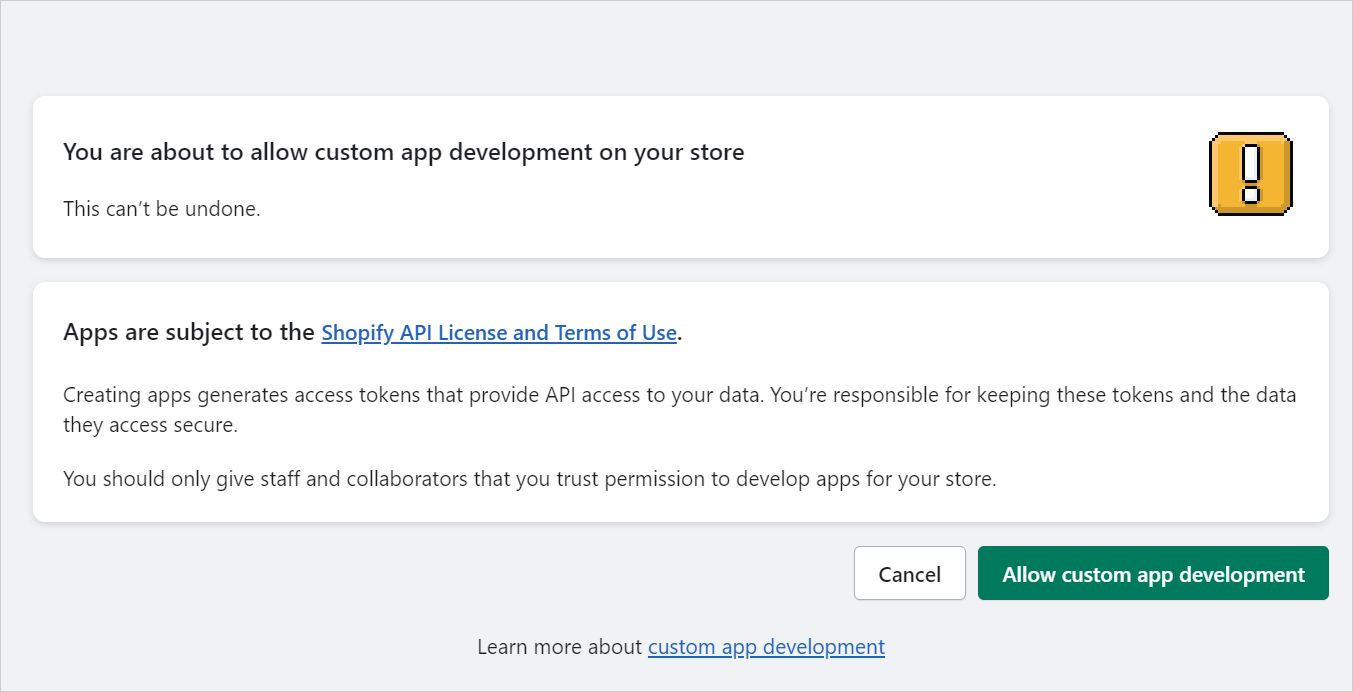 You are about to allow custom app development on your store
This can’t be undone.
Apps are subject to the Shopify API License and Terms of Use.
Creating apps generates access tokens that provide API access to your data. You’re responsible for keeping these tokens and the data
they access secure.
You should only give staff and collaborators that you trust permission to develop apps for your store.
Cancel
Allow custom app development
Learn more about custom app development